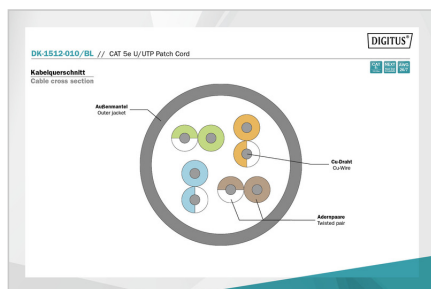 DIGITUS®
DK-1512-010/BL // CAT 5e U/UTP Patch Cord
Kabelquerschnitt
Cable cross section
Außenmantel
Outer jacket
Cu-Draht
Cu-Wire
Adernpaare
Twisted pair